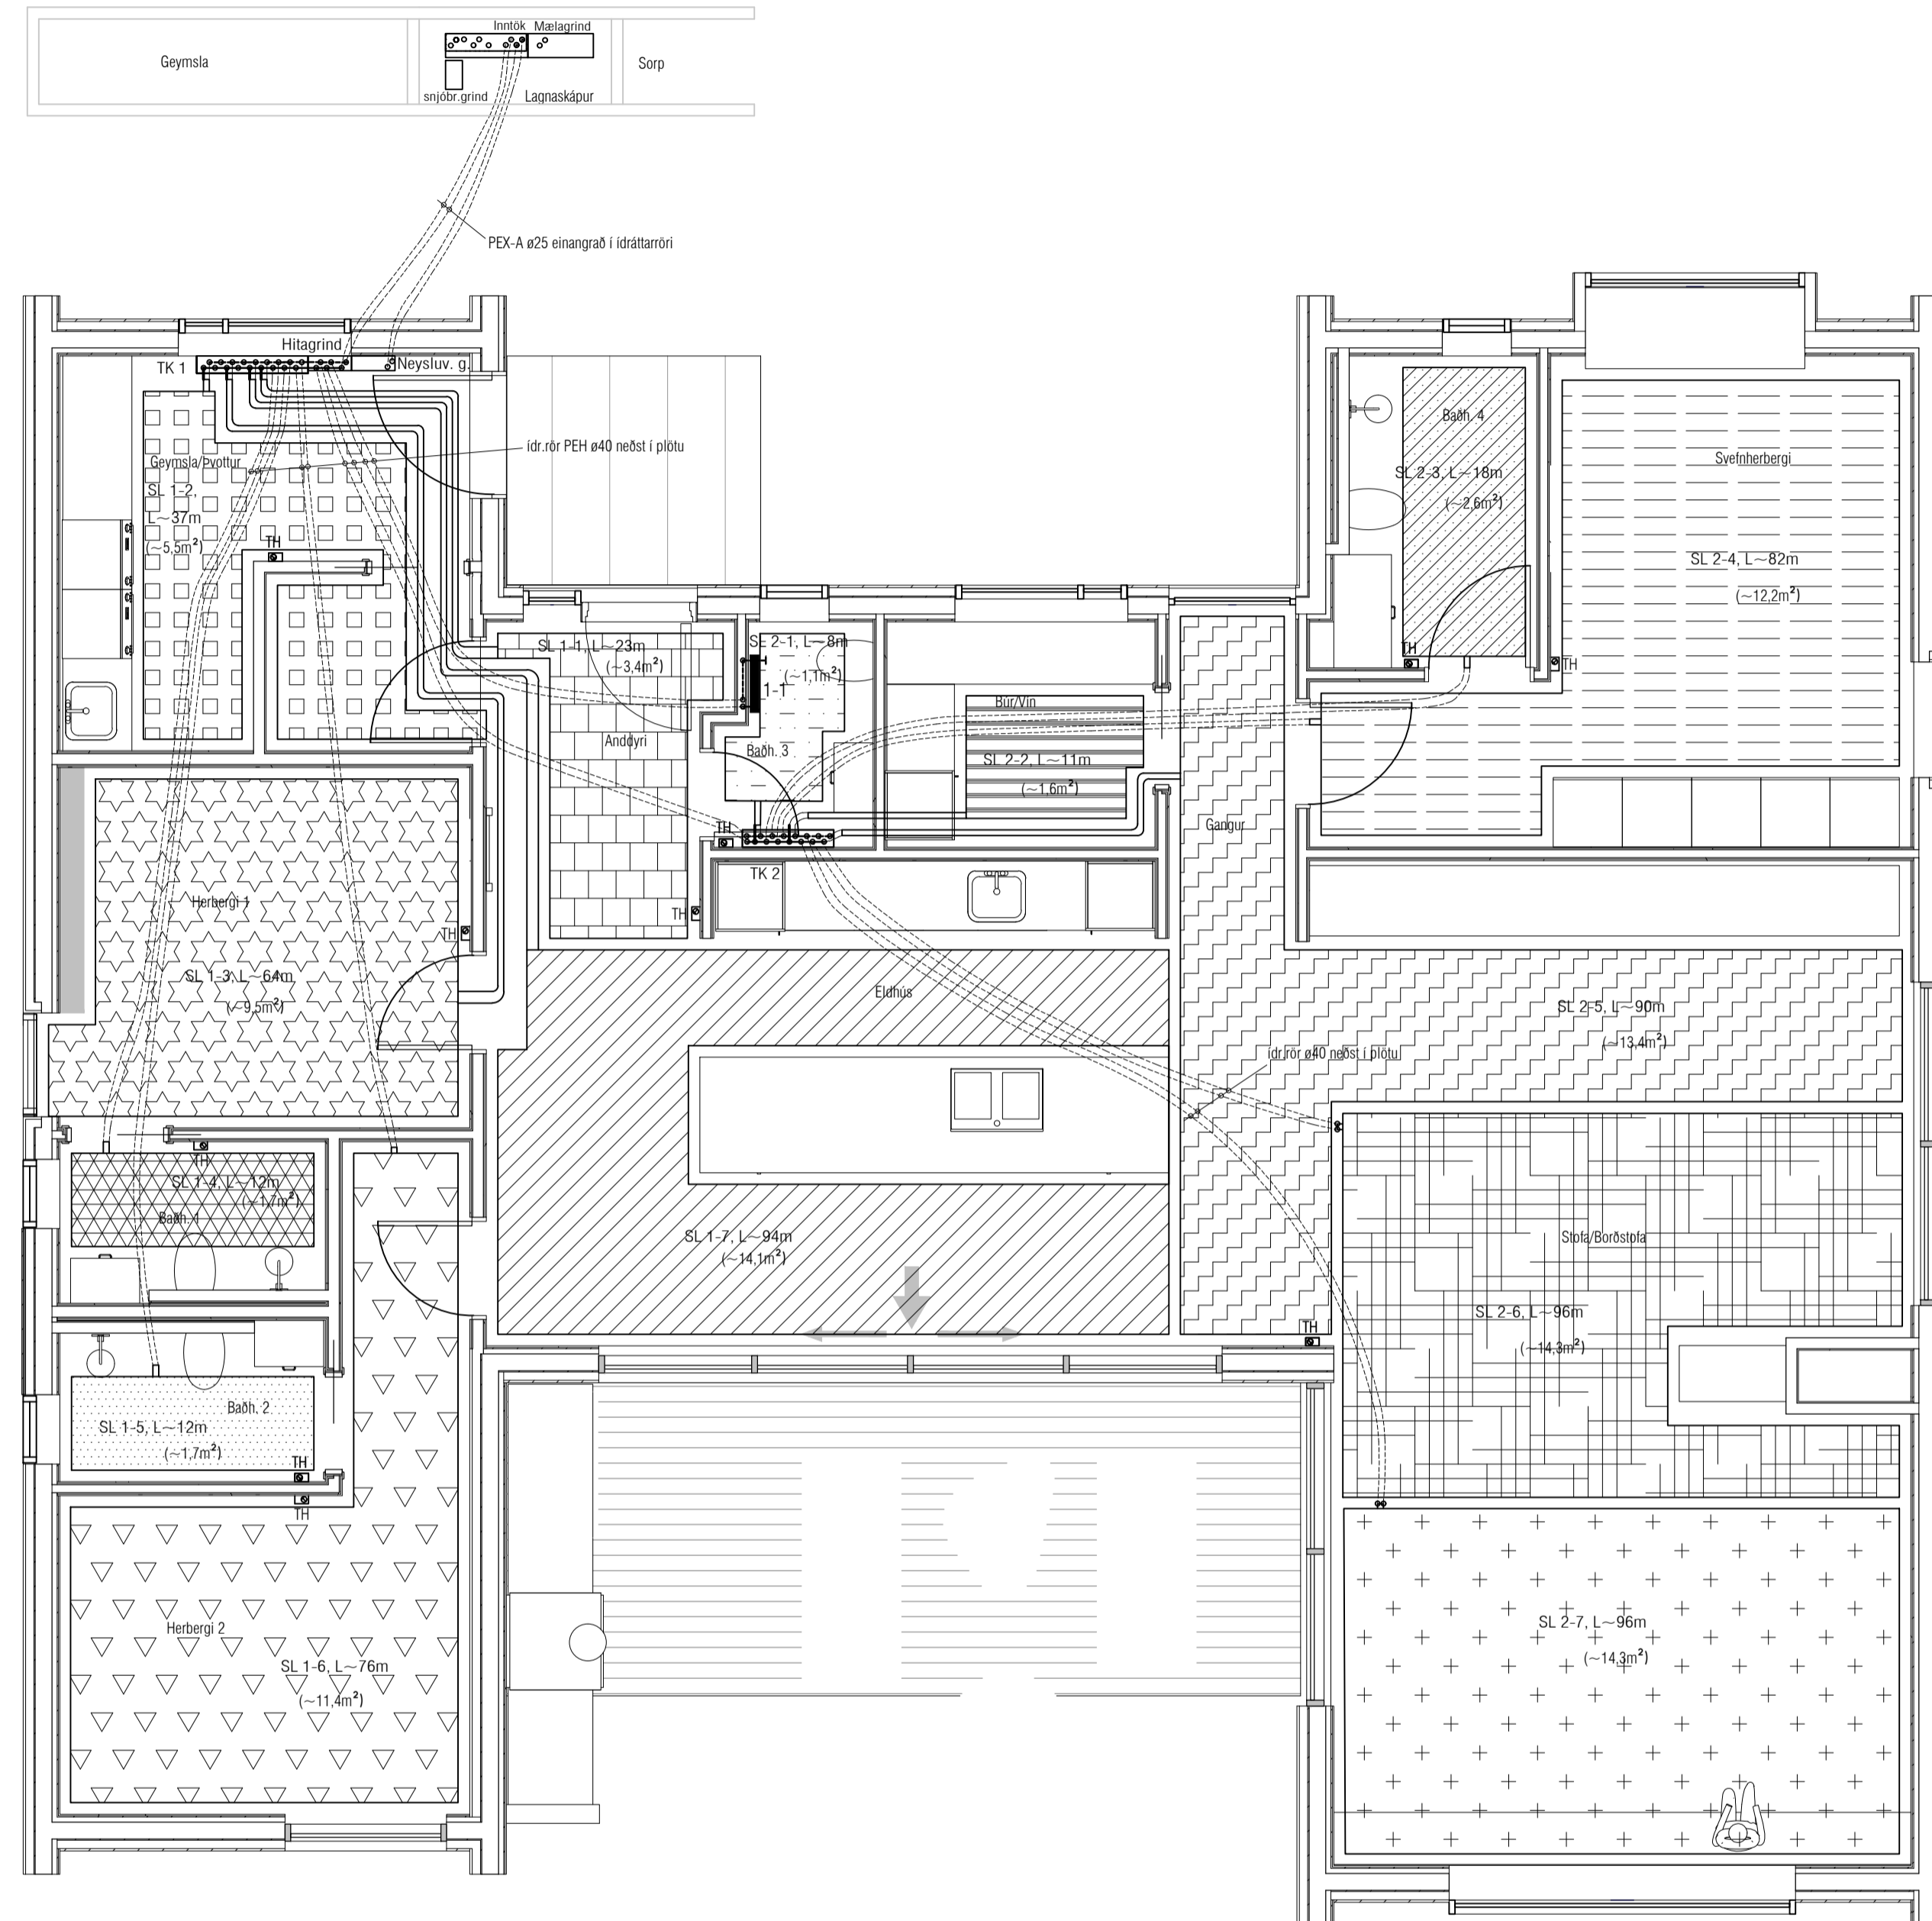 Inntök Mælagrind
Geymsla
Sorp
snjóbr.grind
Lagnaskápur
PEX-A ø25 einangrað í ídráttarröri
Hitagrind
TK 1
Neysluv. g.
ídr.rör PEH ø40 neðst í plötu
Geymsla/Þvottur
SL 1-2,
L~37m
(~5,5m²)
TH
Baðh. 4
SL 2-3, L~18m
(~2,6m²)
TH
Svefnherbergi
SL 2-4, L~82m
(~12,2m²)
TH
SL 1-1, L~23m
(~3,4m²)
Anddyri
TH
SL 2-1, L~8m
(~1,1m²)
1-1
Baðh. 3
TH
TK 2
Búr/Vin
SL 2-2, L~11m
(~1,6m²)
Gangur
Herbergi 1
TH
SL 1-3, L~64m
(~9,5m²)
Eldhús
SL 2-5, L~90m
(~13,4m²)
ídr.rör ø40 neðst í plötu
TH
SL 1-4, L~12m
(~1,7m²)
Baðh. 1
SL 1-7, L~94m
(~14,1m²)
Stofa/Borðstofa
SL 2-6, L~96m
(~14,3m²)
TH
Baðh. 2
SL 1-5, L~12m
(~1,7m²)
TH
TH
Herbergi 2
SL 1-6, L~76m
(~11,4m²)
SL 2-7, L~96m
(~14,3m²)